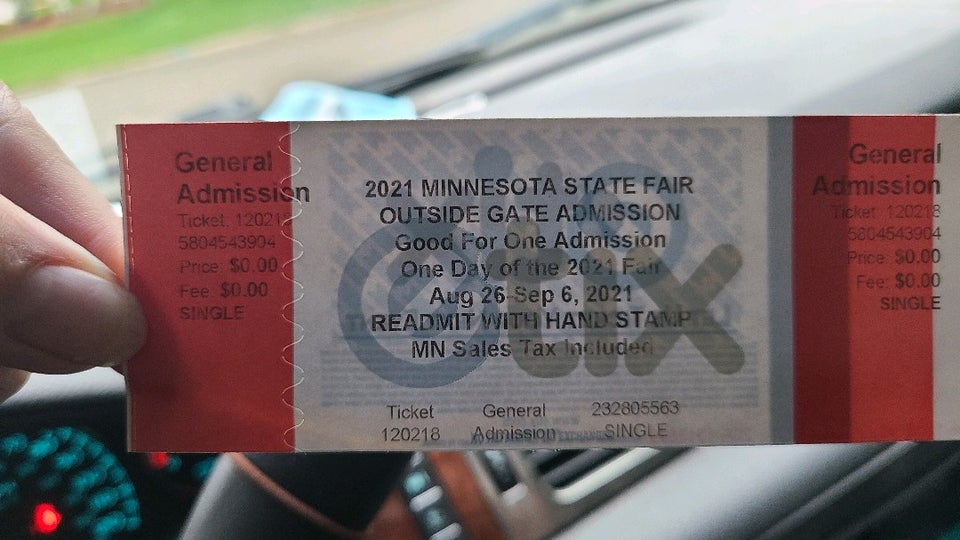 General
Admission
Ticket: 120218
5804543904
Price: $0.00
Fee: $0.00
SINGLE
2021 MINNESOTA STATE FAIR
OUTSIDE GATE ADMISSION
Good For One Admission
One Day of the 2021 Fair
Aug 26-Sep 6, 2021
READMIT WITH HAND STAMP
MN Sales Tax Included
etix
Ticket General 232805563
120218 Admission SINGLE
General
Admission
Ticket: 120218
5804543904
Price: $0.00
Fee: $0.00
SINGLE